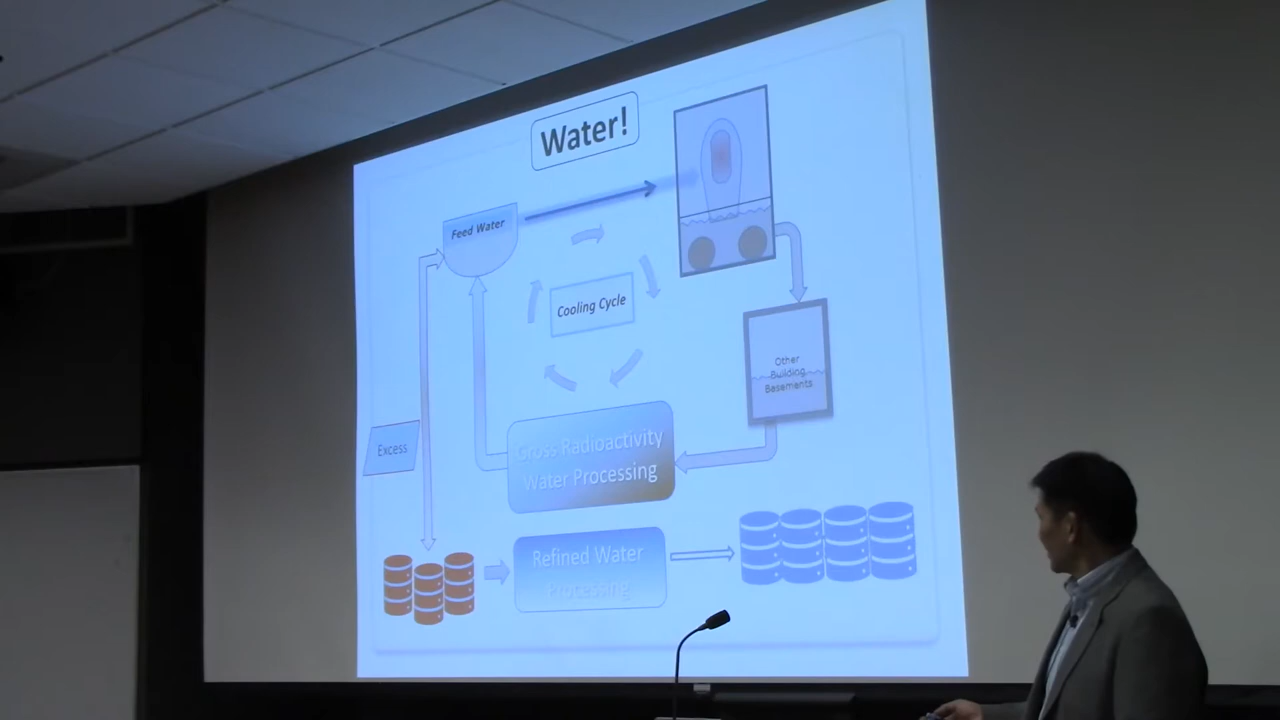 Water!
Feed Water
Cooling Cycle
Other
Building
Basements
Excess
Gross Radioactivity
Water Processing
Refined Water
Processing